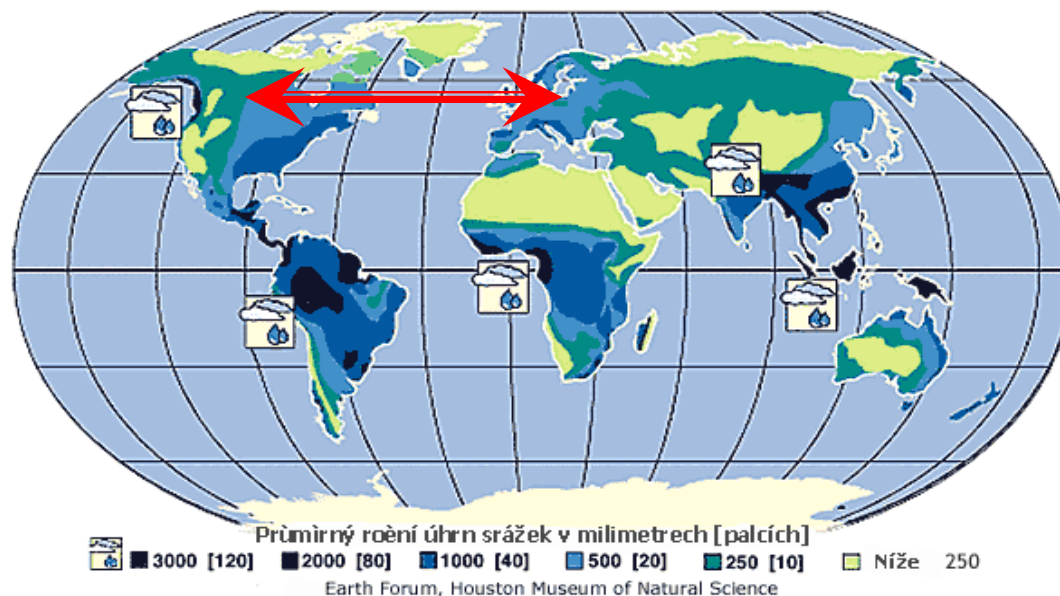 Prùmìrný roèní úhrn srážek v milimetrech [palcích]
3000 [120] 2000 [80] 1000 [40] 500 [20] 250 [10] Níže 250
Earth Forum, Houston Museum of Natural Science